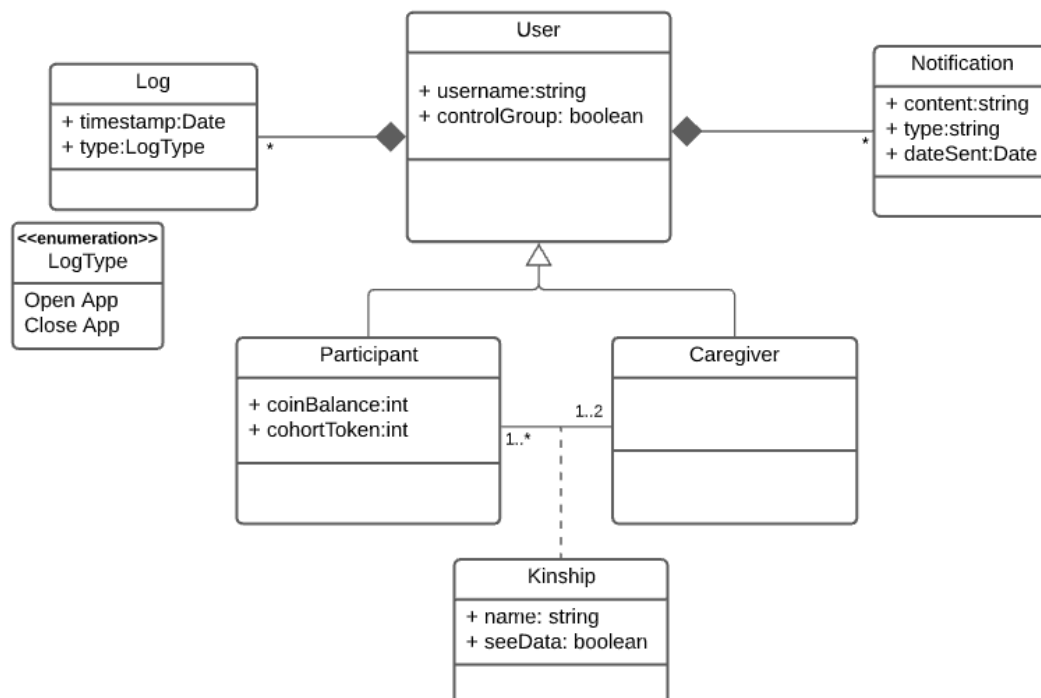 User
+ username:string
+ controlGroup: boolean
Log
+ timestamp:Date
+ type:LogType
*
Notification
+ content:string
+ type:string
+ dateSent:Date
*
<<enumeration>>
LogType
Open App
Close App
Participant
+ coinBalance:int
+ cohortToken:int
1..*
1..2
Caregiver
Kinship
+ name: string
+ seeData: boolean